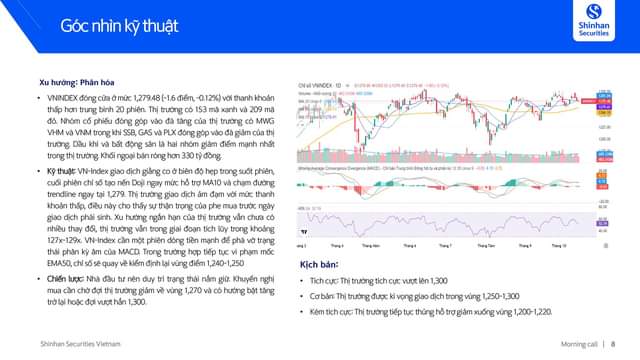 Góc nhìn kỹ thuật
Shinhan
Securities
Xu hướng: Phân hóa
• VNINDEX đóng cửa ở mức 1,279.48 (-1.6 điểm, -0.12%) với thanh khoản
thấp hơn trung bình 20 phiên. Thị trường có 153 mã xanh và 209 mã
đỏ. Nhóm cổ phiếu đóng góp vào đà tăng của thị trường có MWG
VHM và VNM trong khi SSB, GAS và PLX đóng góp vào đà giảm của thị
trường. Dầu khí và bất động sản là hai nhóm giảm điểm mạnh nhất
trong thị trường. Khối ngoại bán ròng hơn 330 tỷ đồng.
• Kỹ thuật: VN-Index giao dịch giằng co ở biên độ hẹp trong suốt phiên,
cuối phiên chỉ số tạo nến Doji ngay mức hỗ trợ MA10 và chạm đường
trendline ngay tại 1,279. Thị trường giao dịch ảm đạm với mức thanh
khoản thấp, điều này cho thấy sự thận trọng của phe mua trước ngày
giao dịch phái sinh. Xu hướng ngắn hạn của thị trường vẫn chưa có
nhiều thay đổi, thị trường vẫn trong giai đoạn tích lũy trong khoảng
127x-129x. VN-Index cần một phiên dòng tiền mạnh để phá vỡ trạng
thái phân kỳ âm của MACD. Trong trường hợp tiếp tục vi phạm mốc
EMA50, chỉ số sẽ quay về kiểm định lại vùng điểm 1,240-1,250
• Chiến lược: Nhà đầu tư nên duy trì trạng thái nắm giữ. Khuyến nghị
mua cần chờ đợi thị trường giảm về vùng 1,270 và có hướng bật tăng
trở lại hoặc đợi vượt hẳn 1,300.
Chỉ số VNINDEX · 1D
Kịch bản:
• Tích cực: Thị trường tích cực vượt lên 1,300
• Cơ bản: Thị trường được kì vọng giao dịch trong vùng 1,250-1,300
• Kém tích cực: Thị trường tiếp tục thủng hỗ trợ giảm xuống vùng 1,200-1,220.
Shinhan Securities Vietnam
Morning call | 8